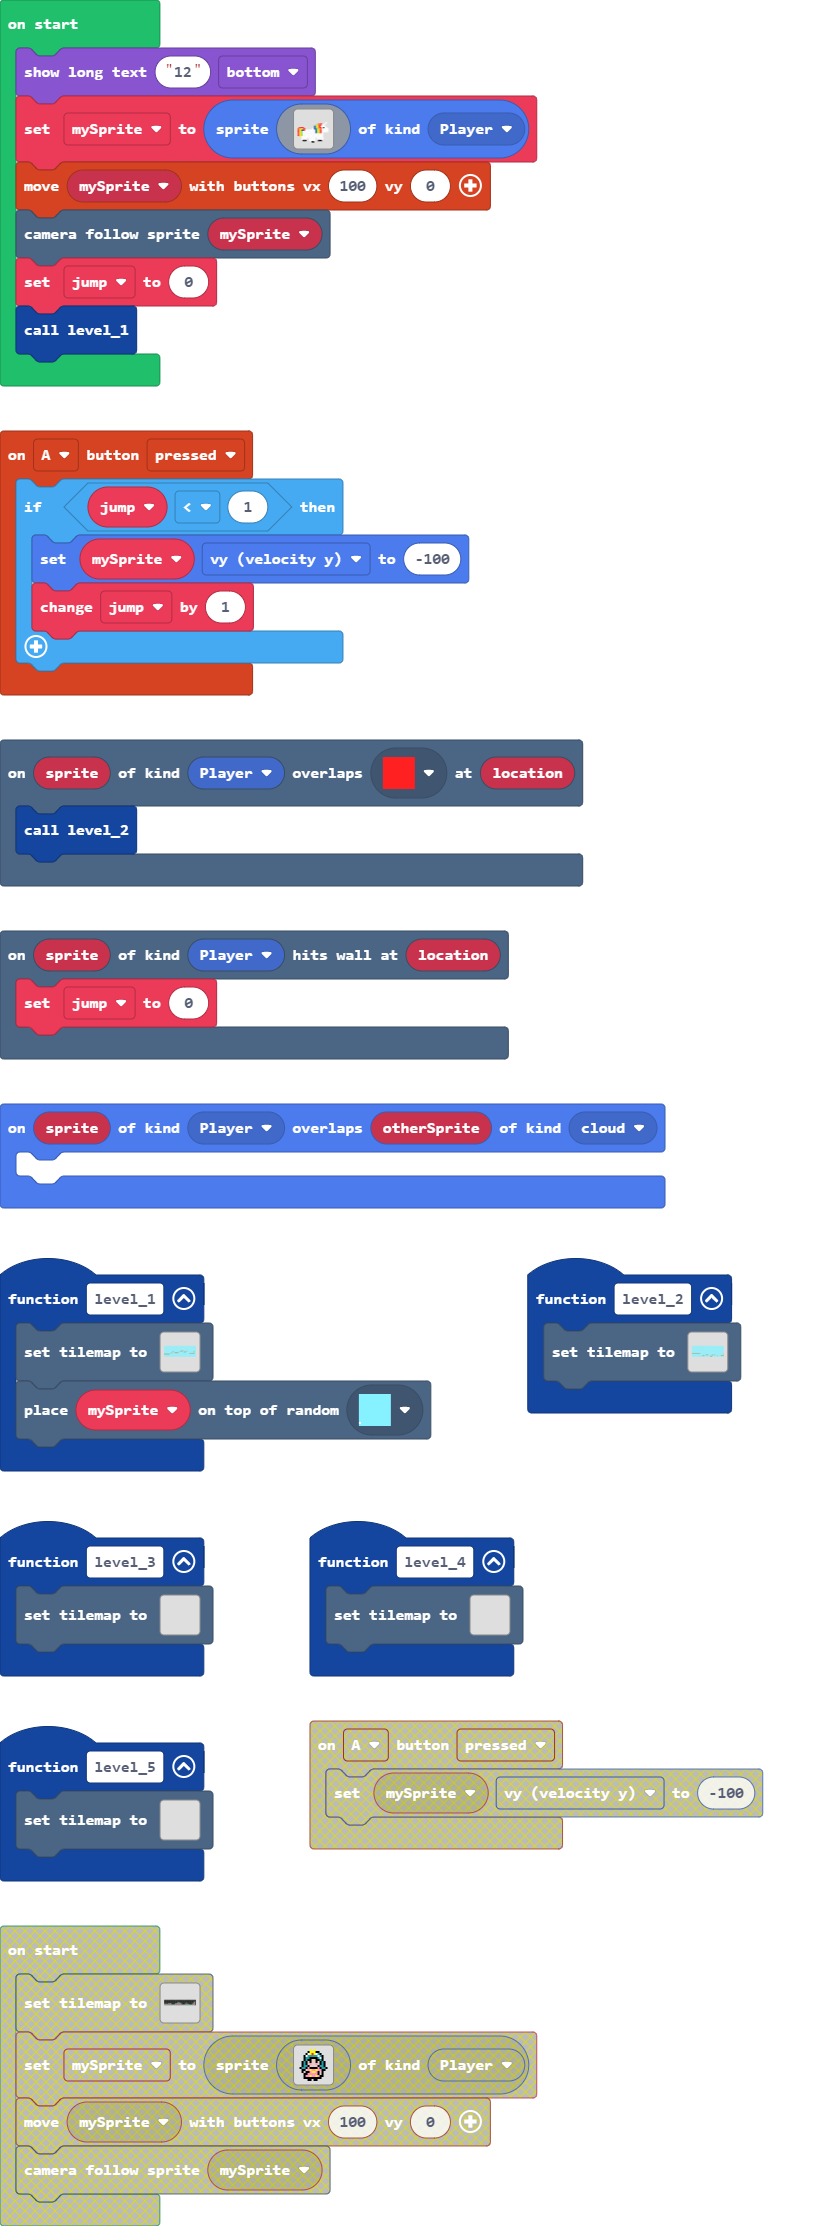 on start
show long text "12" bottom
set mySprite to sprite of kind Player
move mySprite with buttons vx 100 vy 0
camera follow sprite mySprite
set jump to 0
call level_1
on A button pressed
if jump < 1 then
set mySprite vy (velocity y) to -100
change jump by 1
on sprite of kind Player overlaps at location
call level_2
on sprite of kind Player hits wall at location
set jump to 0
on sprite of kind Player overlaps otherSprite of kind cloud
function level_1
set tilemap to
place mySprite on top of random
function level_2
set tilemap to
function level_3
set tilemap to
function level_4
set tilemap to
function level_5
set tilemap to
on A button pressed
set mySprite vy (velocity y) to -100
on start
set tilemap to
set mySprite to sprite of kind Player
move mySprite with buttons vx 100 vy 0
camera follow sprite mySprite